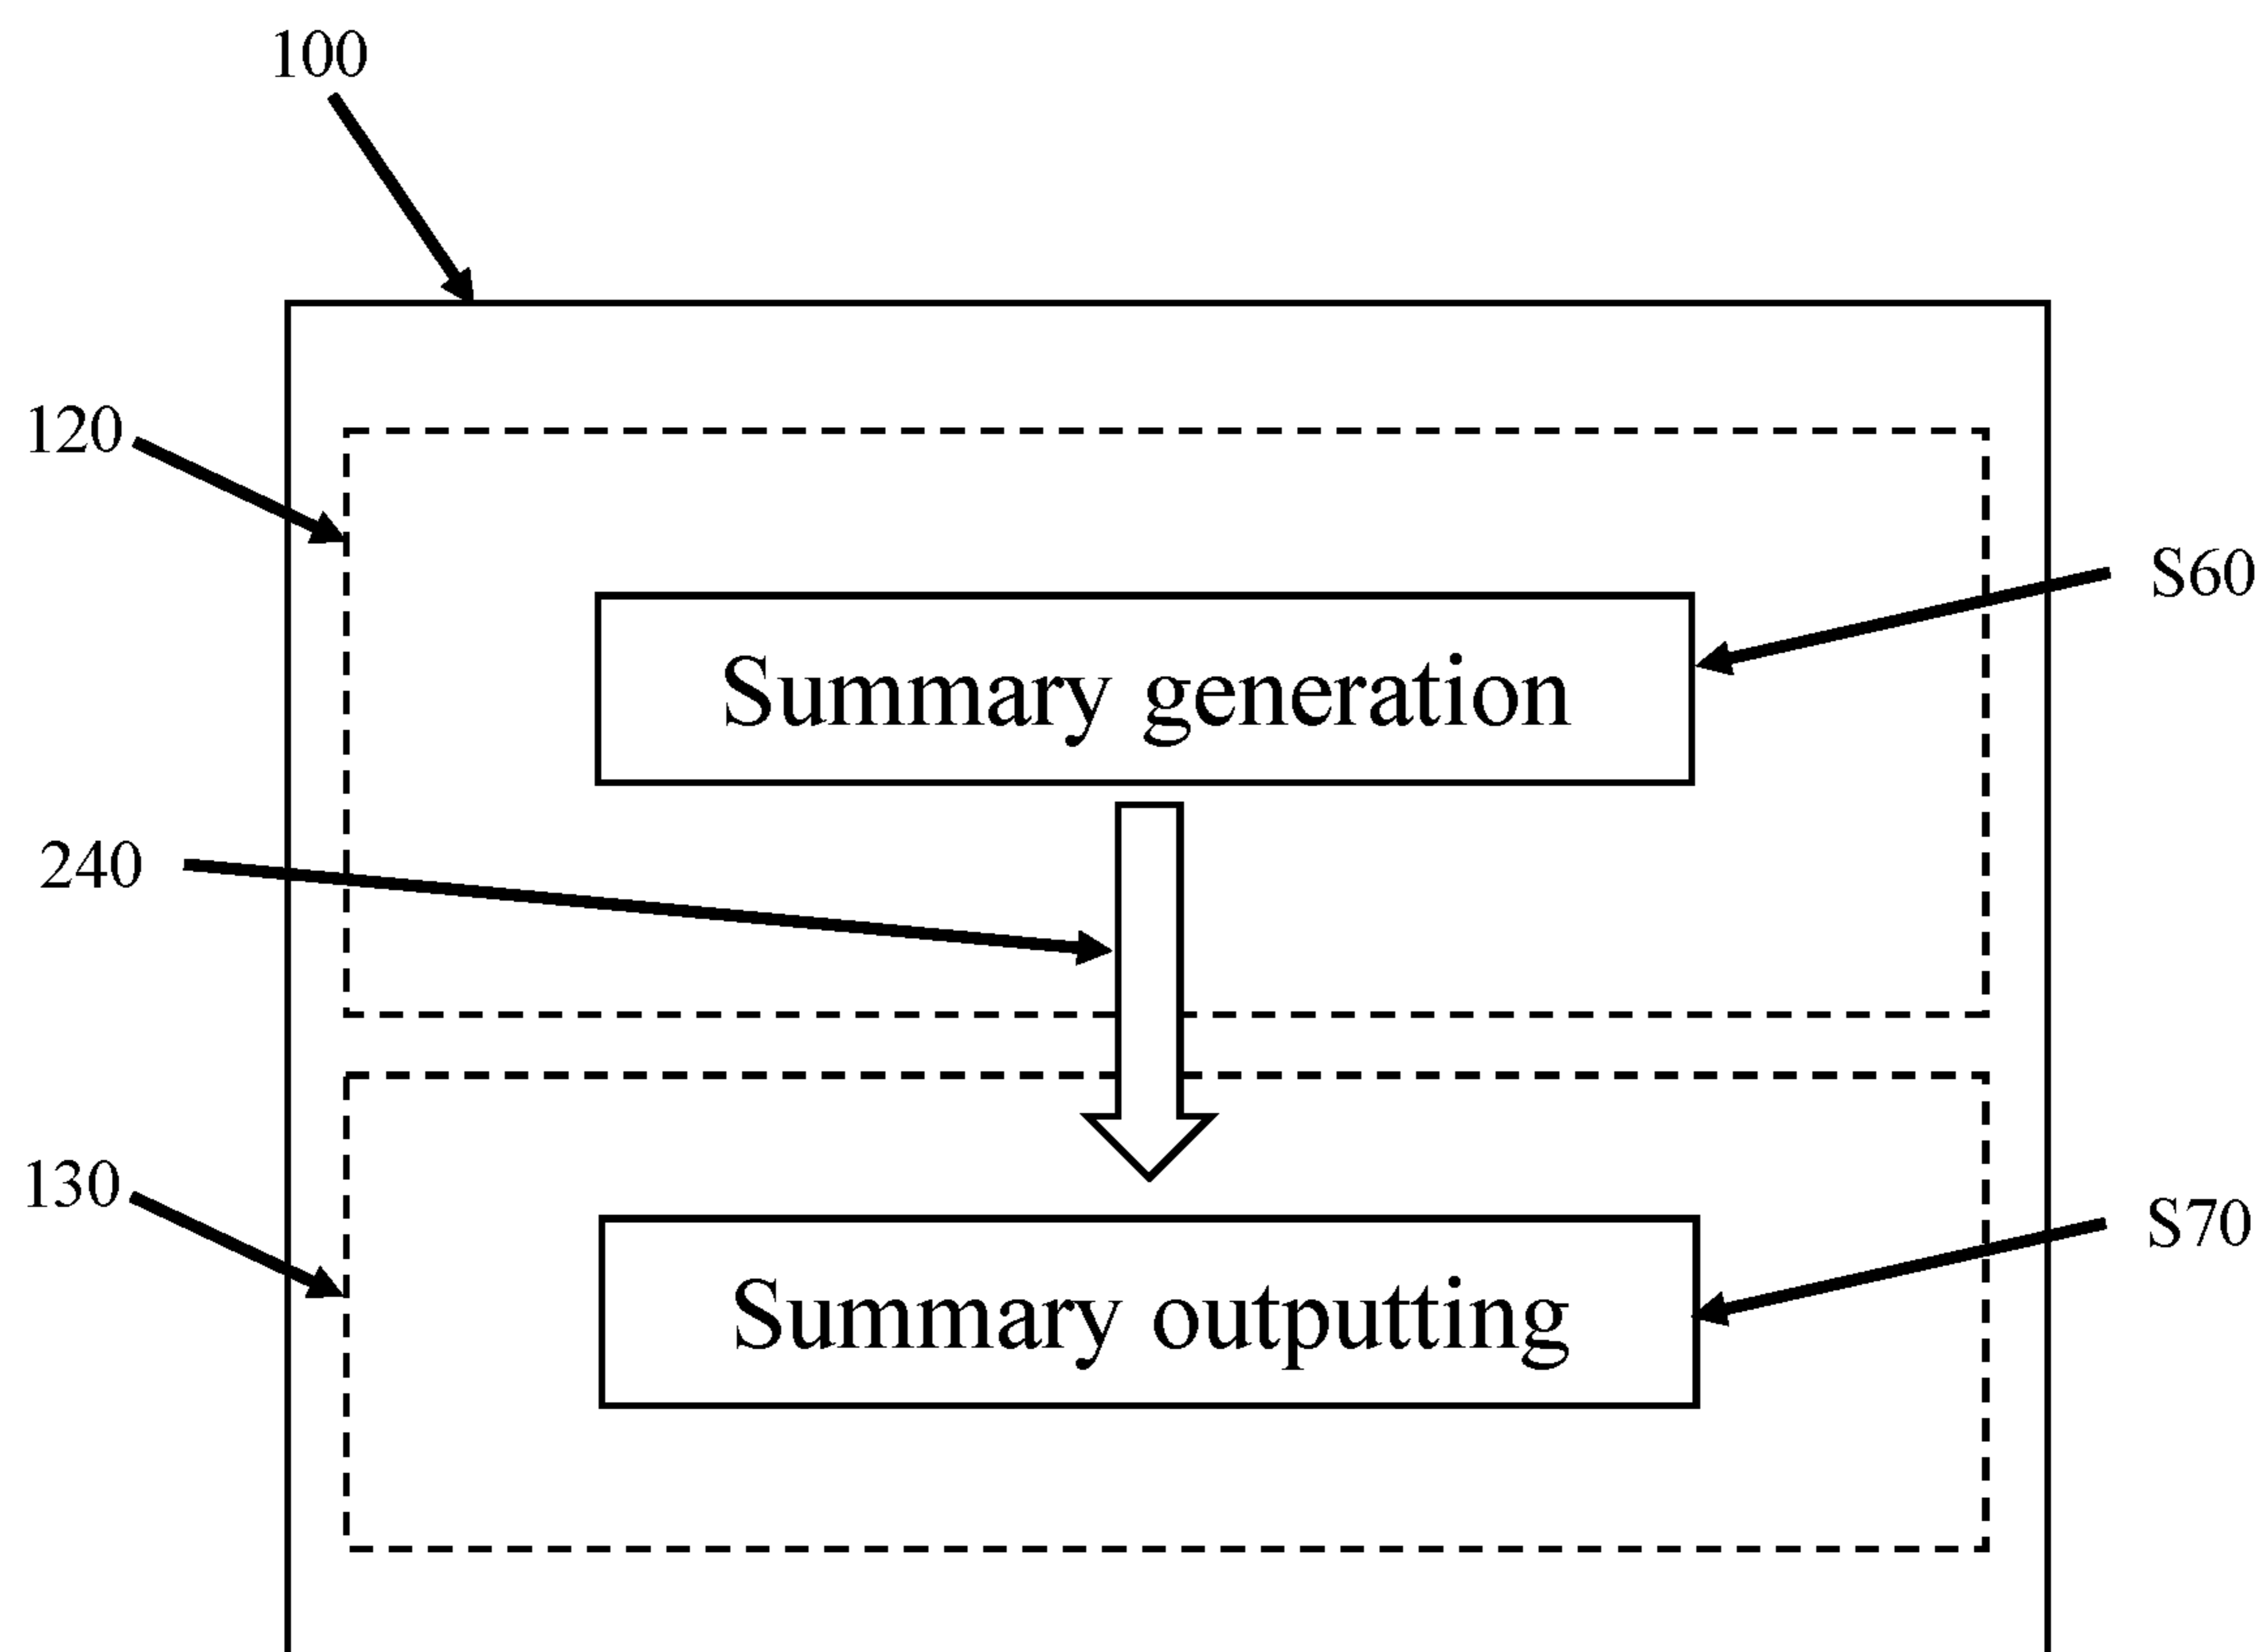 100
120
S60
Summary generation
240
130
S70
Summary outputting